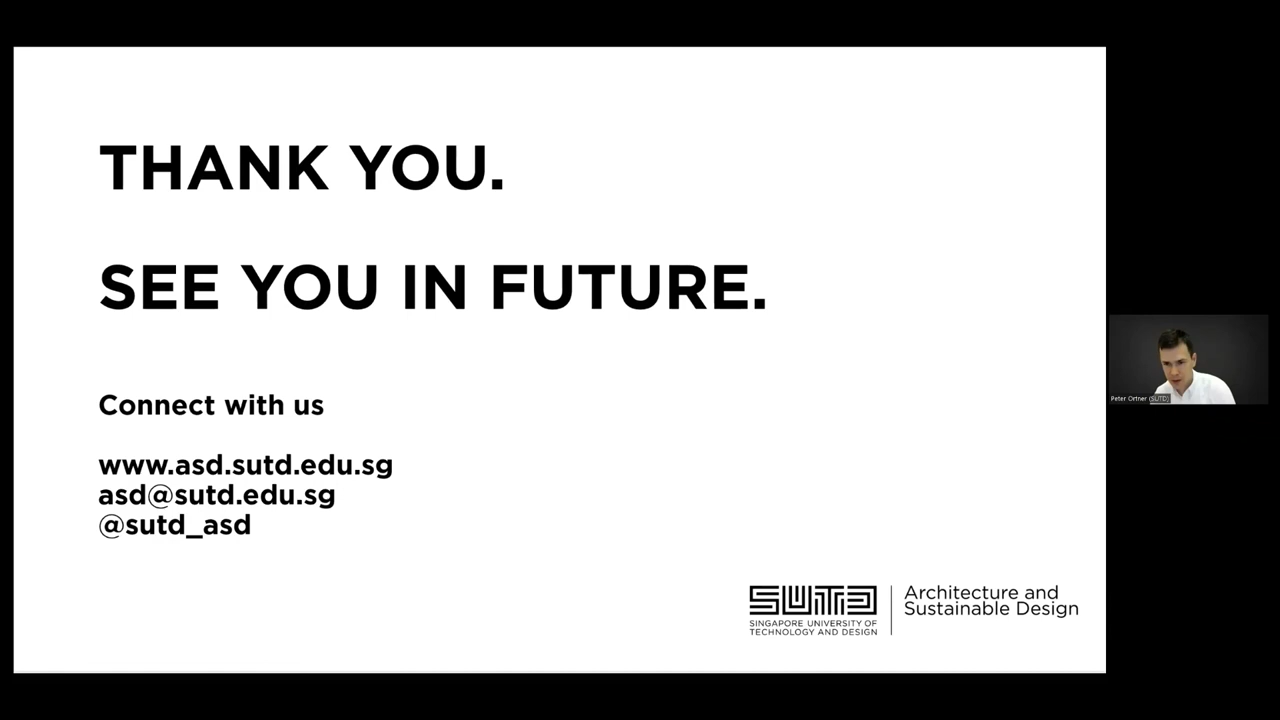 THANK YOU.
SEE YOU IN FUTURE.
Connect with us
www.asd.sutd.edu.sg
asd@sutd.edu.sg
@sutd_asd
SUTD
SINGAPORE UNIVERSITY OF
TECHNOLOGY AND DESIGN
Architecture and
Sustainable Design
Peter Ortner (SUTD)